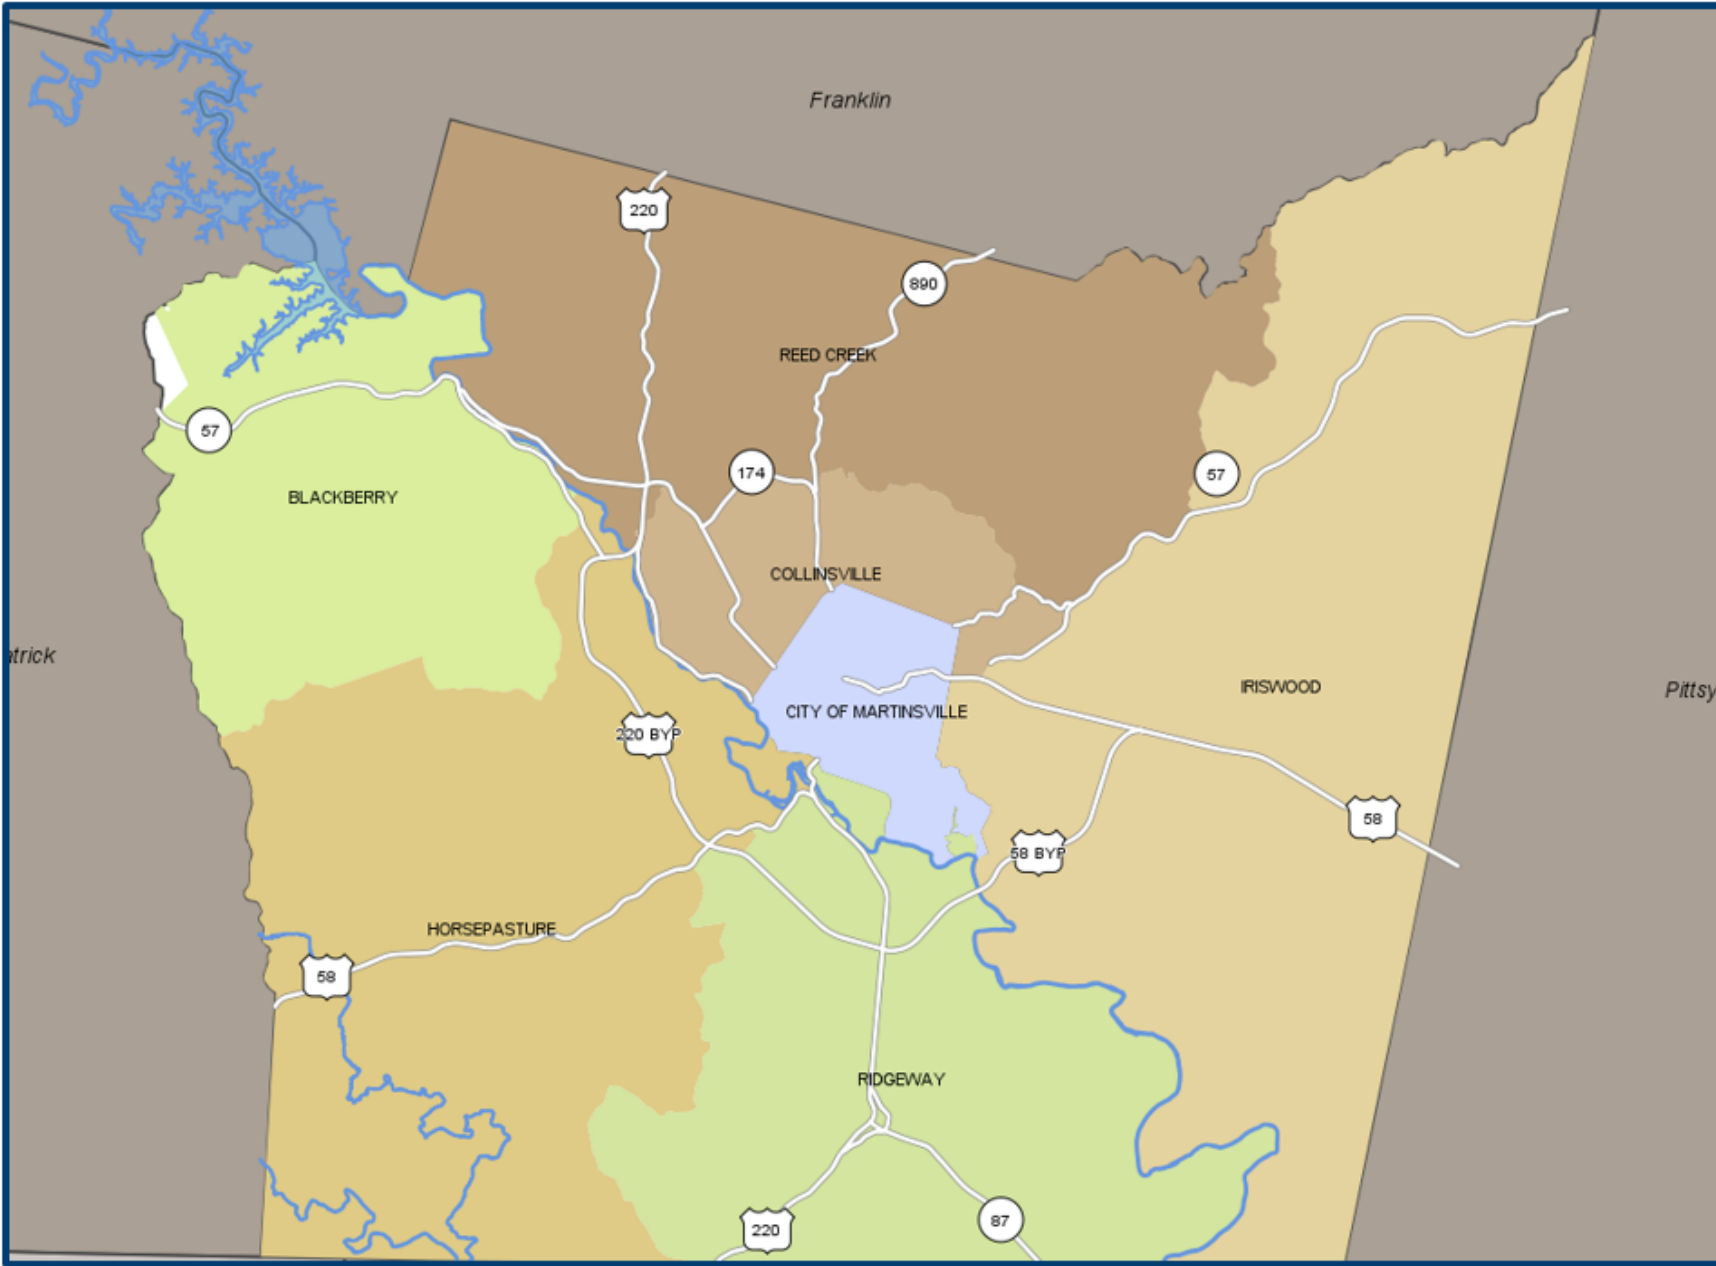 Franklin
220
890
REED CREEK
57
174
57
BLACKBERRY
COLLINSVILLE
atrick
IRISWOOD
Pittsy
CITY OF MARTINSVILLE
220 BYP
58
58 BYP
HORSEPASTURE
58
RIDGEWAY
220
87